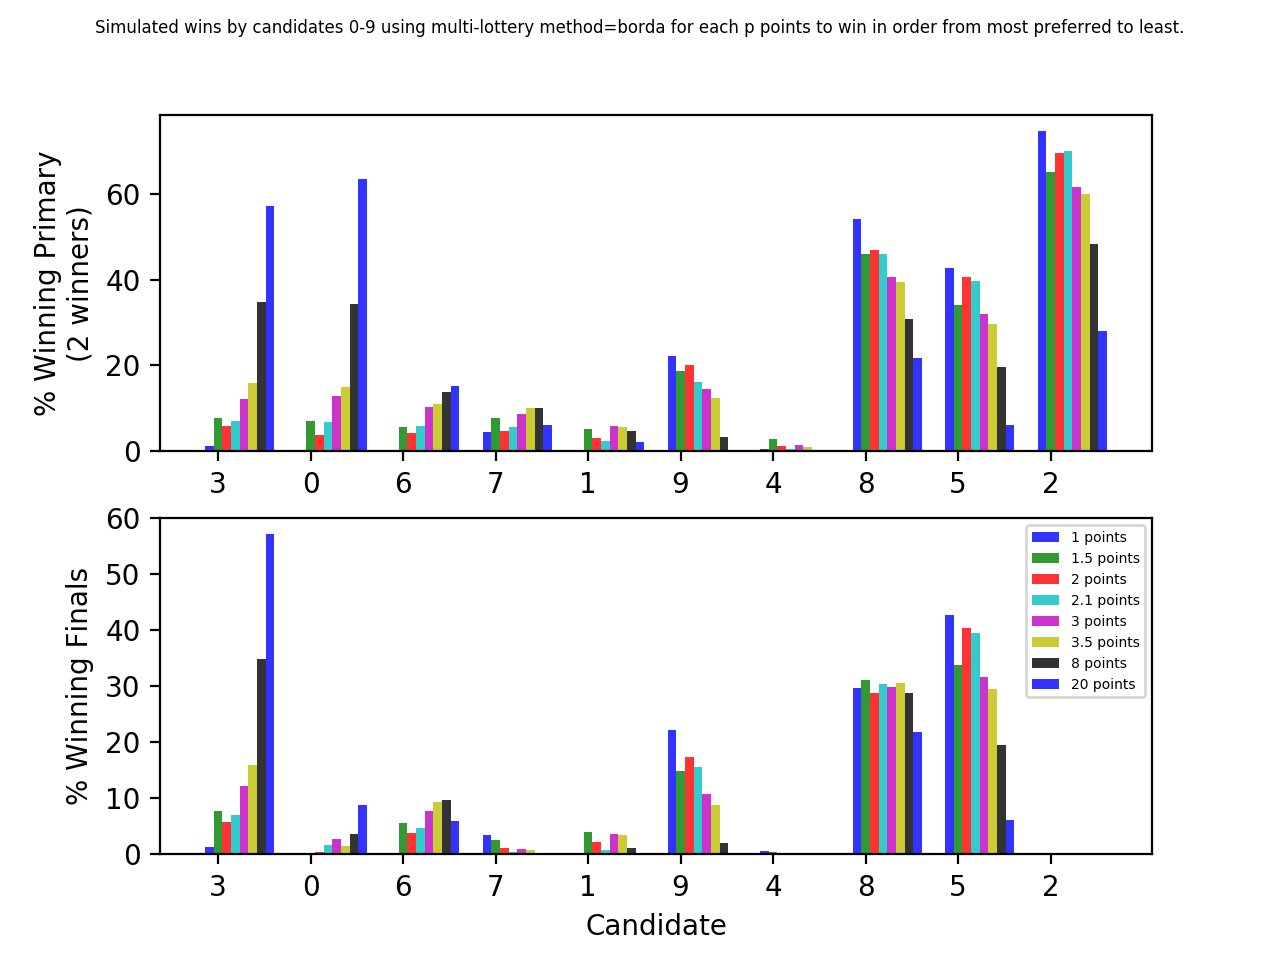 Simulated wins by candidates 0-9 using multi-lottery method=borda for each p points to win in order from most preferred to least.
% Winning Primary
(2 winners)
60
40
20
0
3 0 6 7 1 9 4 8 5 2
% Winning Finals
60
50
40
30
20
10
0
1 points
1.5 points
2 points
2.1 points
3 points
3.5 points
8 points
20 points
3 0 6 7 1 9 4 8 5 2
Candidate